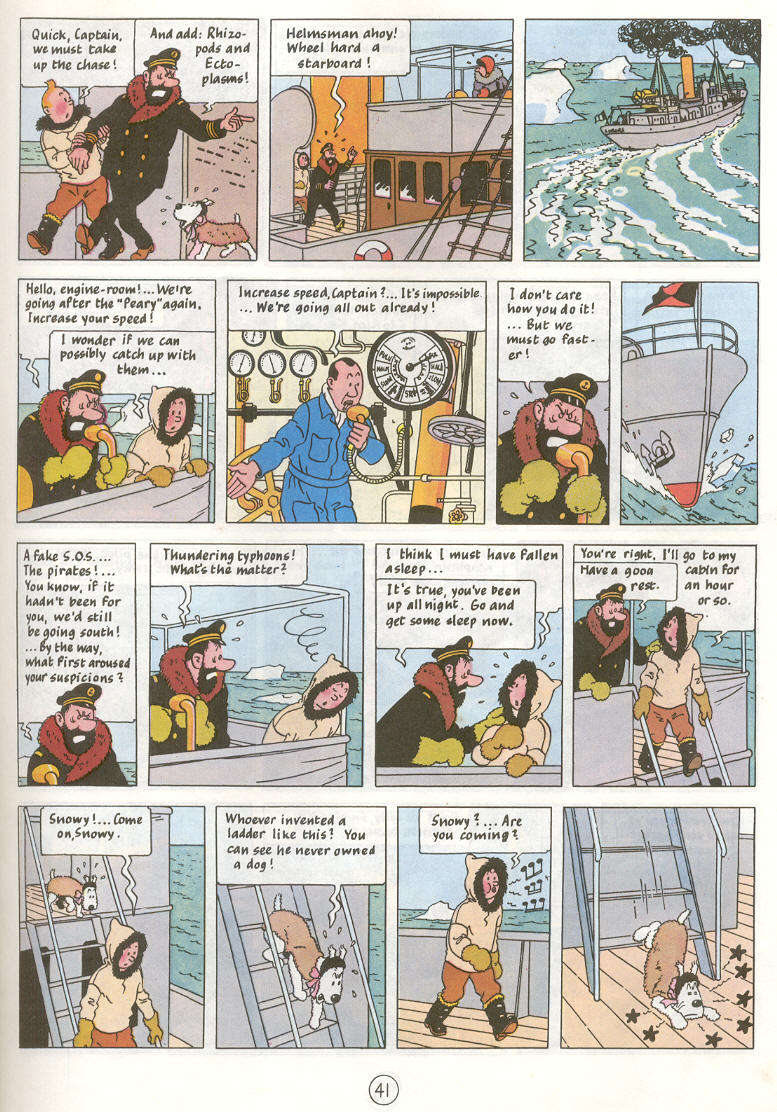 Quick, Captain,
we must take
up the chase!
And add: Rhizo-
pods and
Ecto-
plasms!
Helmsman ahoy!
Wheel hard a
starboard!
AURORA
Hello, engine-room!... We're
going after the "Peary" again.
Increase your speed!
I wonder if we can
possibly catch up with
them...
Increase speed, Captain?... It's impossible
... We're going all out already!
I don't care
how you do it!
... But we
must go fast-
er!
A fake S.O.S....
The pirates!...
You know, if it
hadn't been for
you, we'd still
be going south!
...By the way,
what first aroused
your suspicions?
Thundering typhoons!
What's the matter?
I think I must have fallen
asleep...
It's true, you've been
up all night. Go and
get some sleep now.
You're right. I'll go to my
cabin for
an hour
or so.
Have a good
rest.
Snowy!... Come
on, Snowy.
Whoever invented a
ladder like this? You
can see he never owned
a dog!
Snowy?... Are
you coming?
41